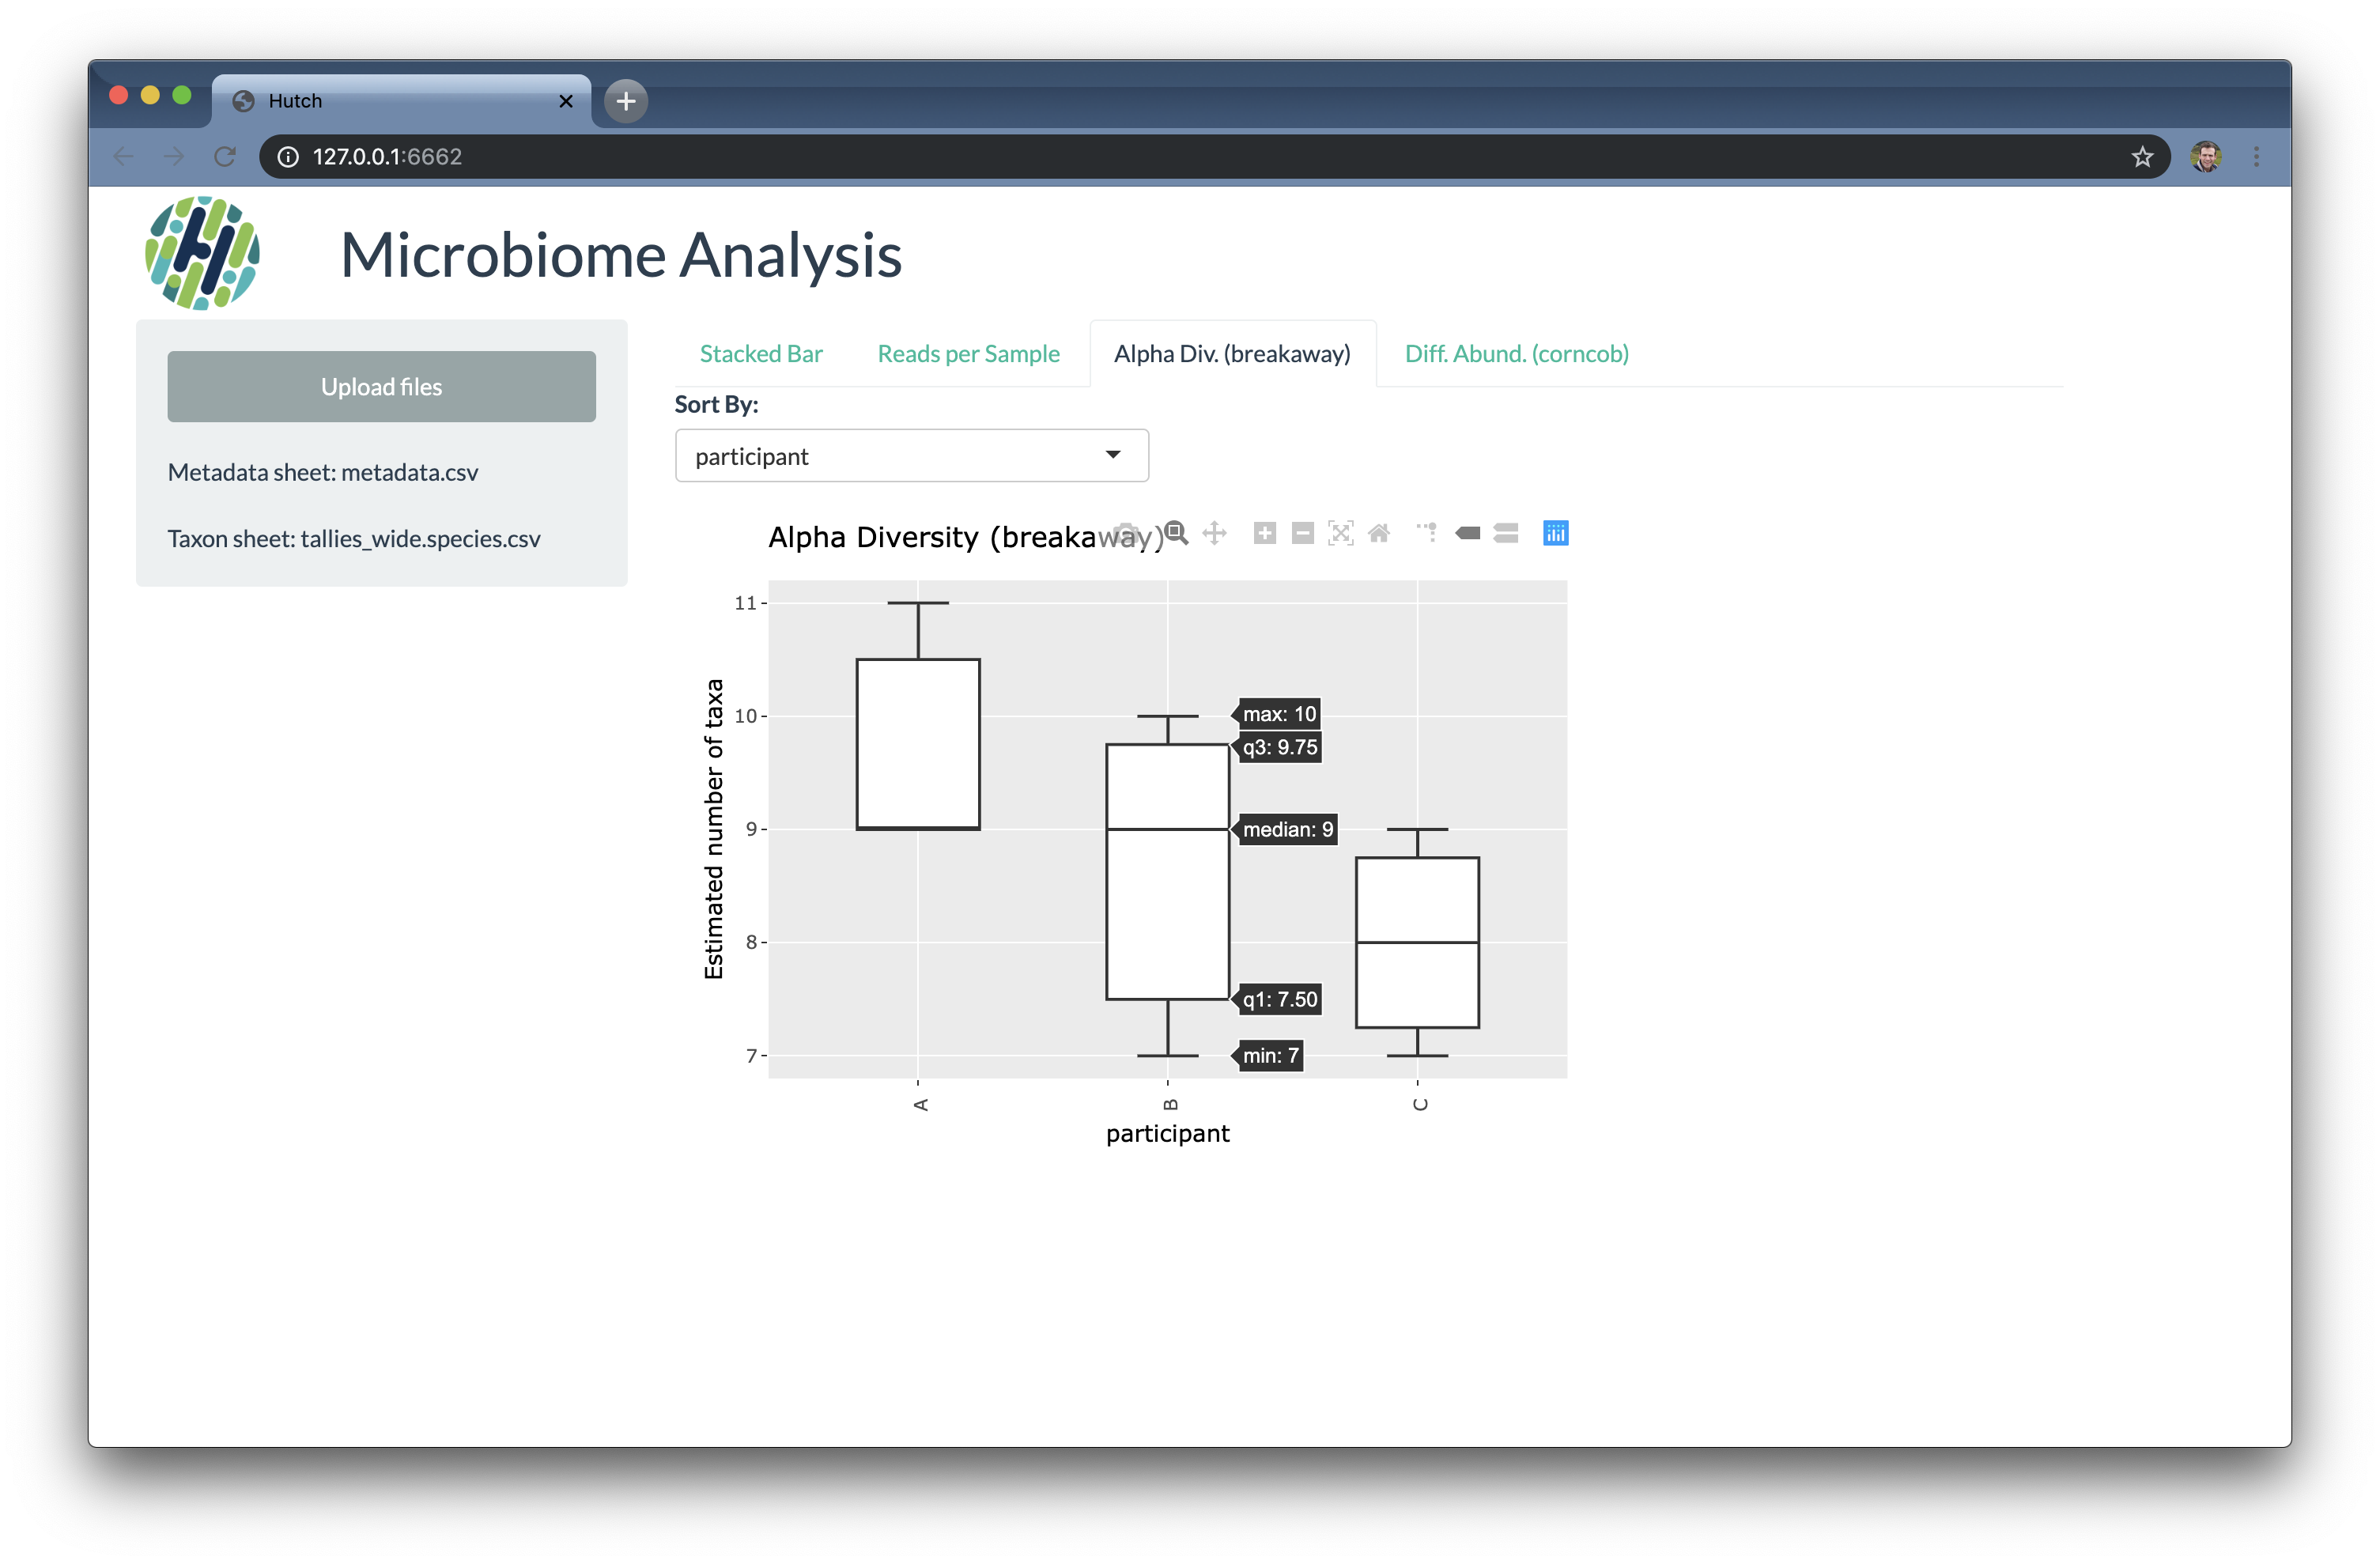 Hutch
127.0.0.1:6662
Microbiome Analysis
Upload files
Metadata sheet: metadata.csv
Taxon sheet: tallies_wide.species.csv
Stacked Bar
Reads per Sample
Alpha Div. (breakaway)
Diff. Abund. (corncob)
Sort By:
participant
Alpha Diversity (breakaway)
Estimated number of taxa
11
10
9
8
7
max: 10
q3: 9.75
median: 9
q1: 7.50
min: 7
A
B
C
participant